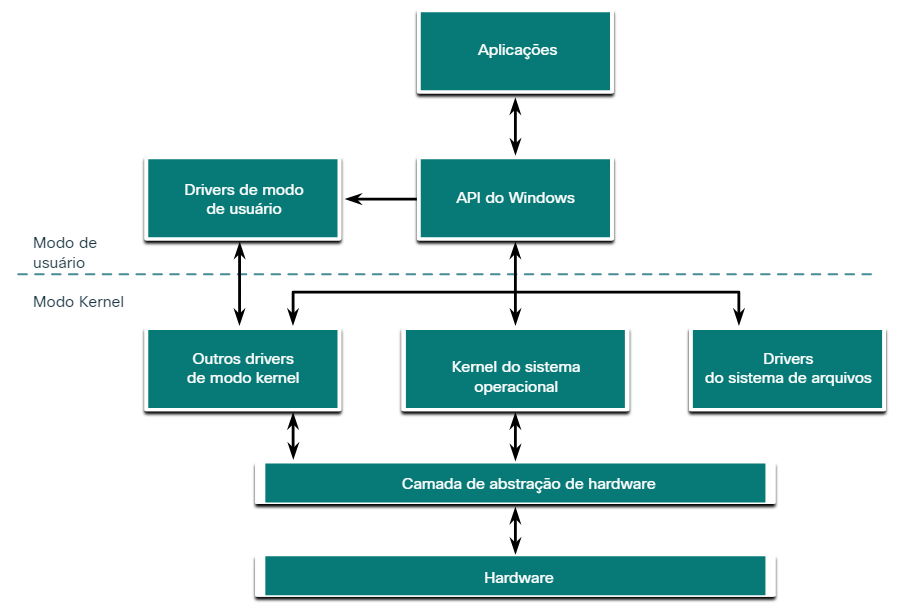 Aplicações
Drivers de modo
de usuário
API do Windows
Modo de
usuário
Modo Kernel
Outros drivers
de modo kernel
Kernel do sistema
operacional
Drivers
do sistema de arquivos
Camada de abstração de hardware
Hardware